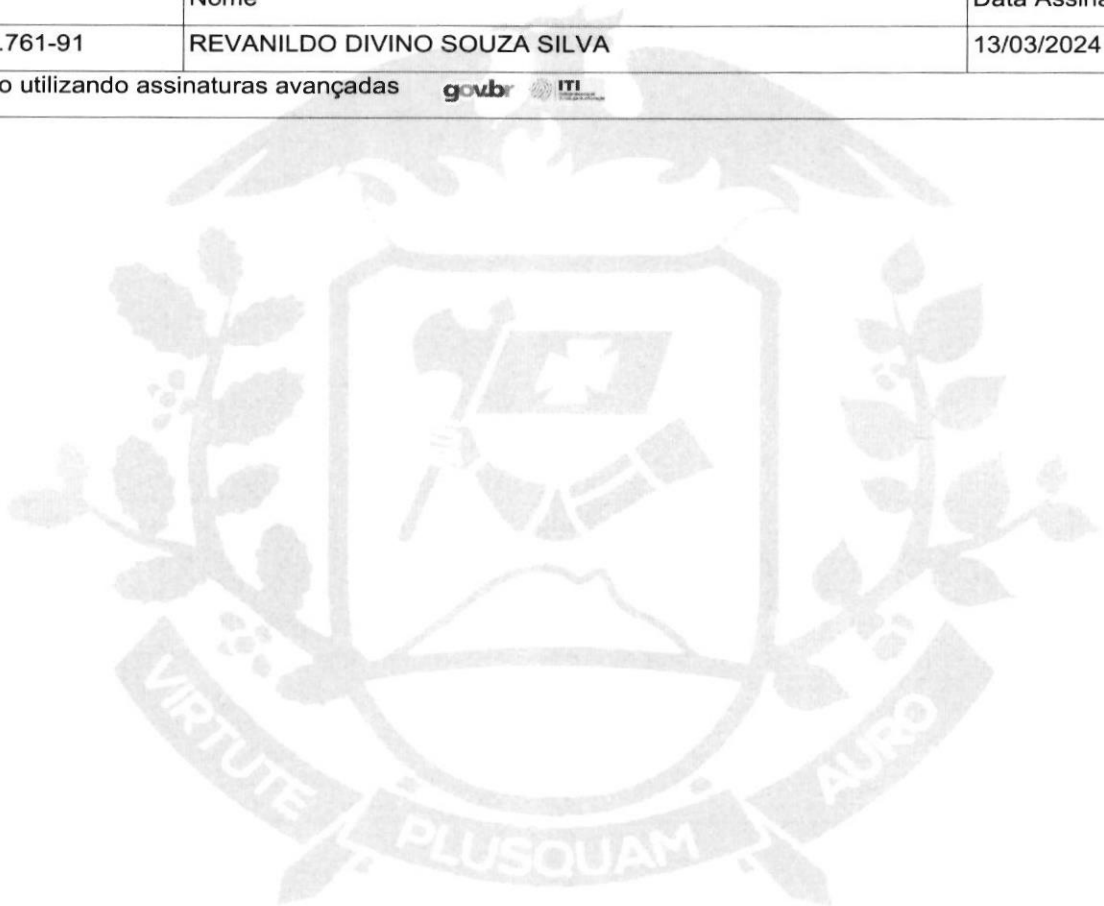 Nome Data Assina
.761-91 REVANILDO DIVINO SOUZA SILVA 13/03/2024
o utilizando assinaturas avançadas gov.br ITI
VIRTUTE PLUSQUAM AURO